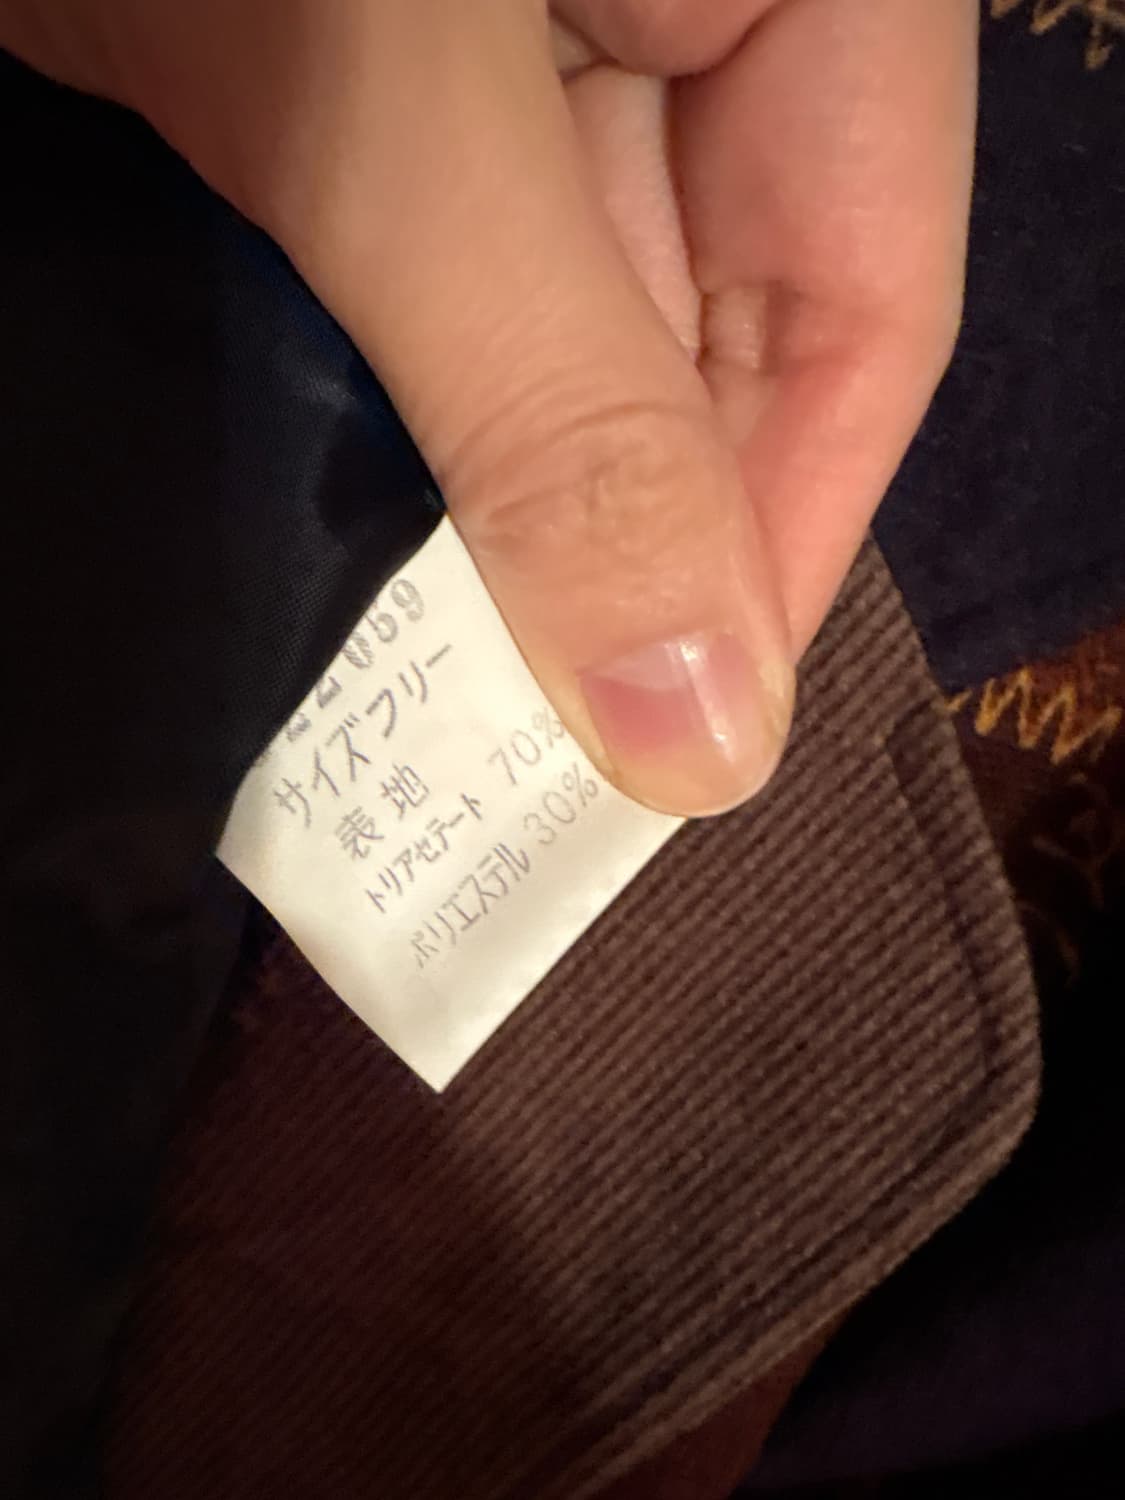 サイズフリー
表地
トリアセテート 70%
ポリエステル 30%